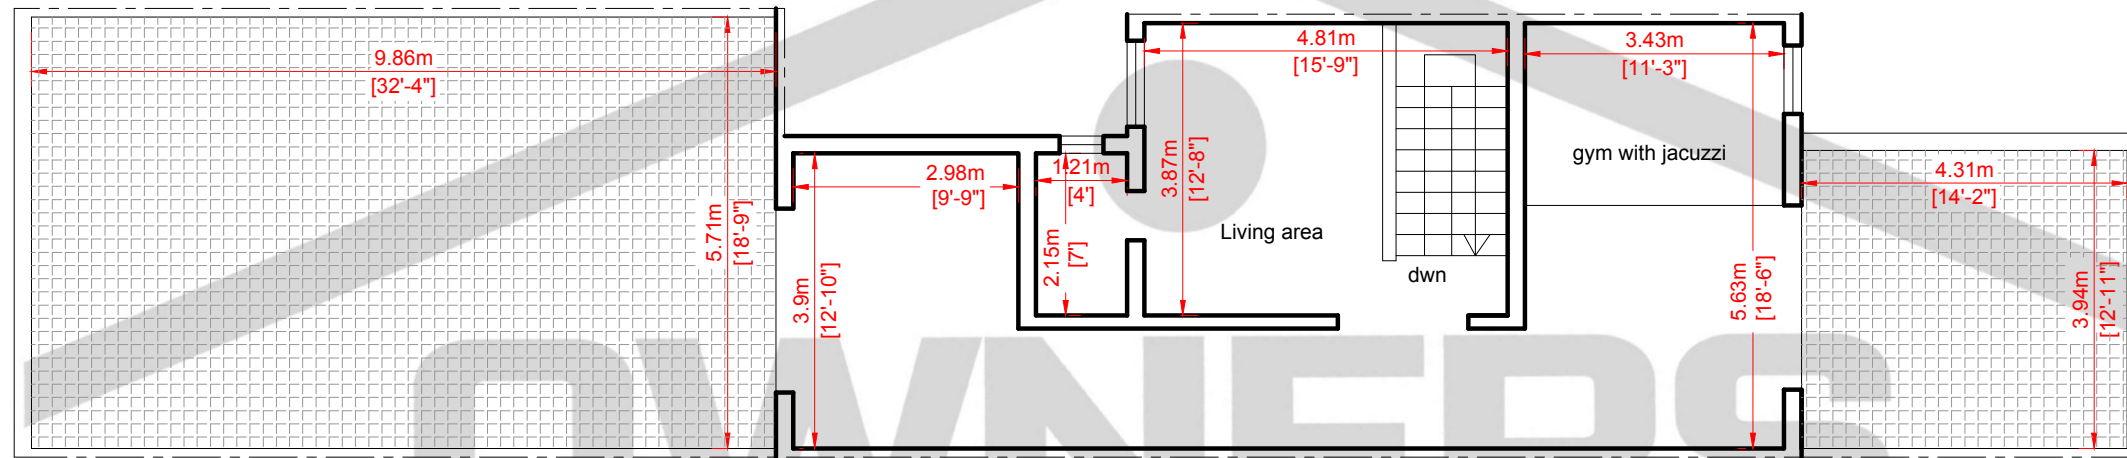 9.86m
[32'-4"]
5.71m
[18'-9"]
3.9m
[12'-10"]
2.98m
[9'-9"]
1.21m
[4']
2.15m
[7']
3.87m
[12'-8"]
4.81m
[15'-9"]
Living area
dwn
3.43m
[11'-3"]
gym with jacuzzi
5.63m
[18'-6"]
4.31m
[14'-2"]
3.94m
[12'-11"]
OWNERS